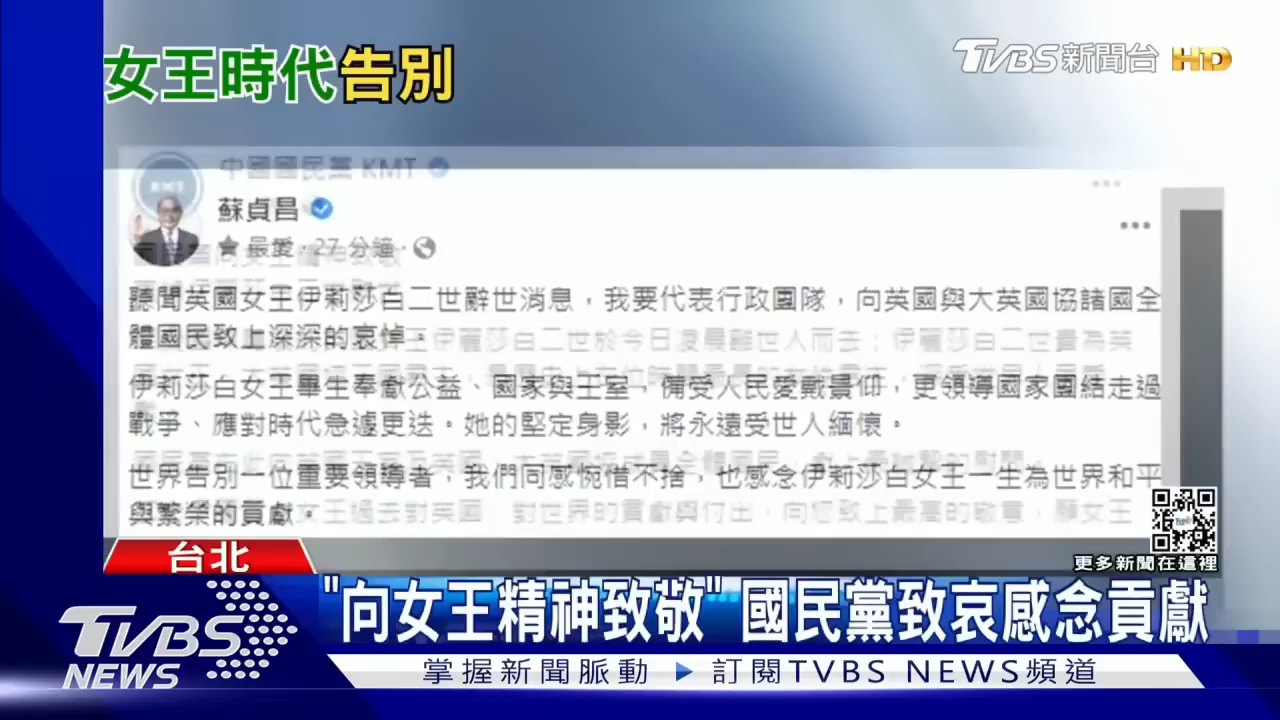 女王時代告別
TVBS新聞台 HD
中國國民黨 KMT
蘇貞昌
最愛·27 分鐘·
聽聞英國女王伊莉莎白二世辭世消息，我要代表行政團隊，向英國與大英國協諸國全
體國民致上深深的哀悼。
伊莉莎白女王畢生奉獻公益、國家與王室，備受人民愛戴景仰，更領導國家團結走過
戰爭、應對時代急遽更迭。她的堅定身影，將永遠受世人緬懷。
世界告別一位重要領導者，我們同感惋惜不捨，也感念伊莉莎白女王一生為世界和平
與繁榮的貢獻。
更多新聞在這裡
台北
"向女王精神致敬" 國民黨致哀感念貢獻
TVBS
NEWS
掌握新聞脈動 ▶ 訂閱TVBS NEWS頻道